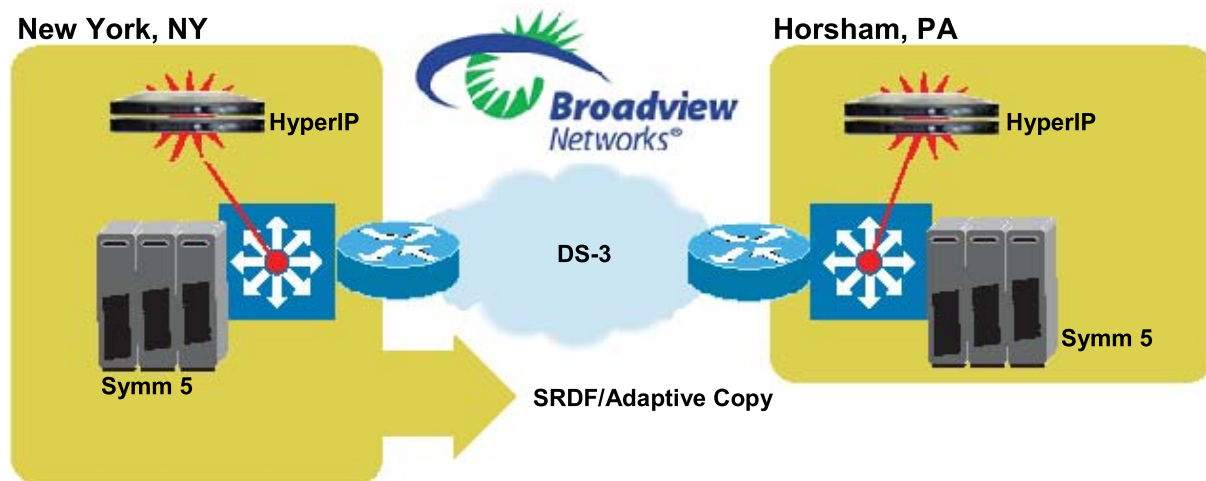 New York, NY
Horsham, PA
Broadview
Networks®
HyperIP
HyperIP
DS-3
Symm 5
Symm 5
SRDF/Adaptive Copy